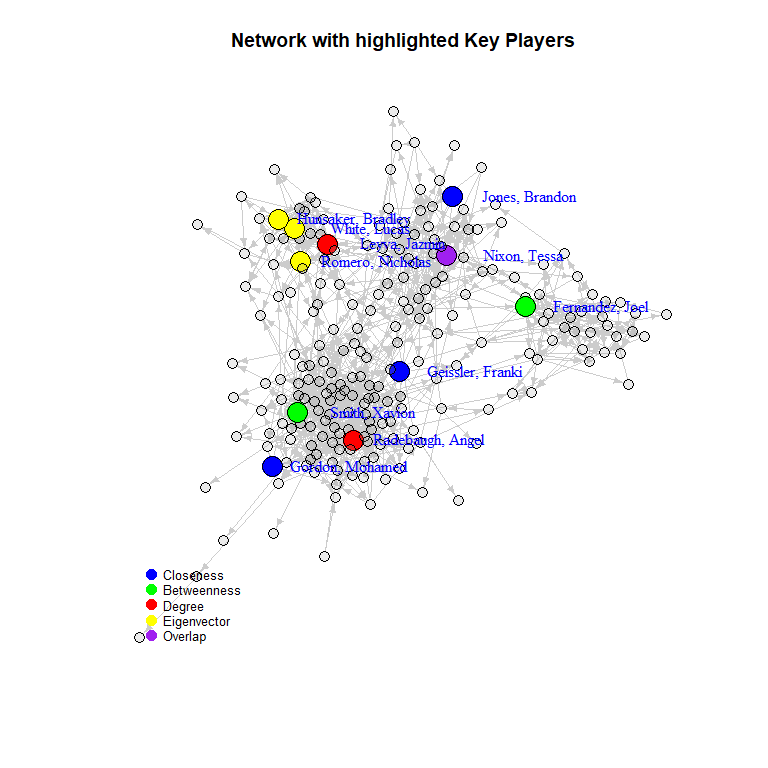 Network with highlighted Key Players
Jones, Brandon
Hunsaker, Bradley
White, Lucas
Leyva, Jazmin
Nixon, Tessa
Romero, Nicholas
Fernandez, Joel
Geissler, Franki
Smith, Xavion
Radebaugh, Angel
Gordon, Mohamed
Closeness
Betweenness
Degree
Eigenvector
Overlap